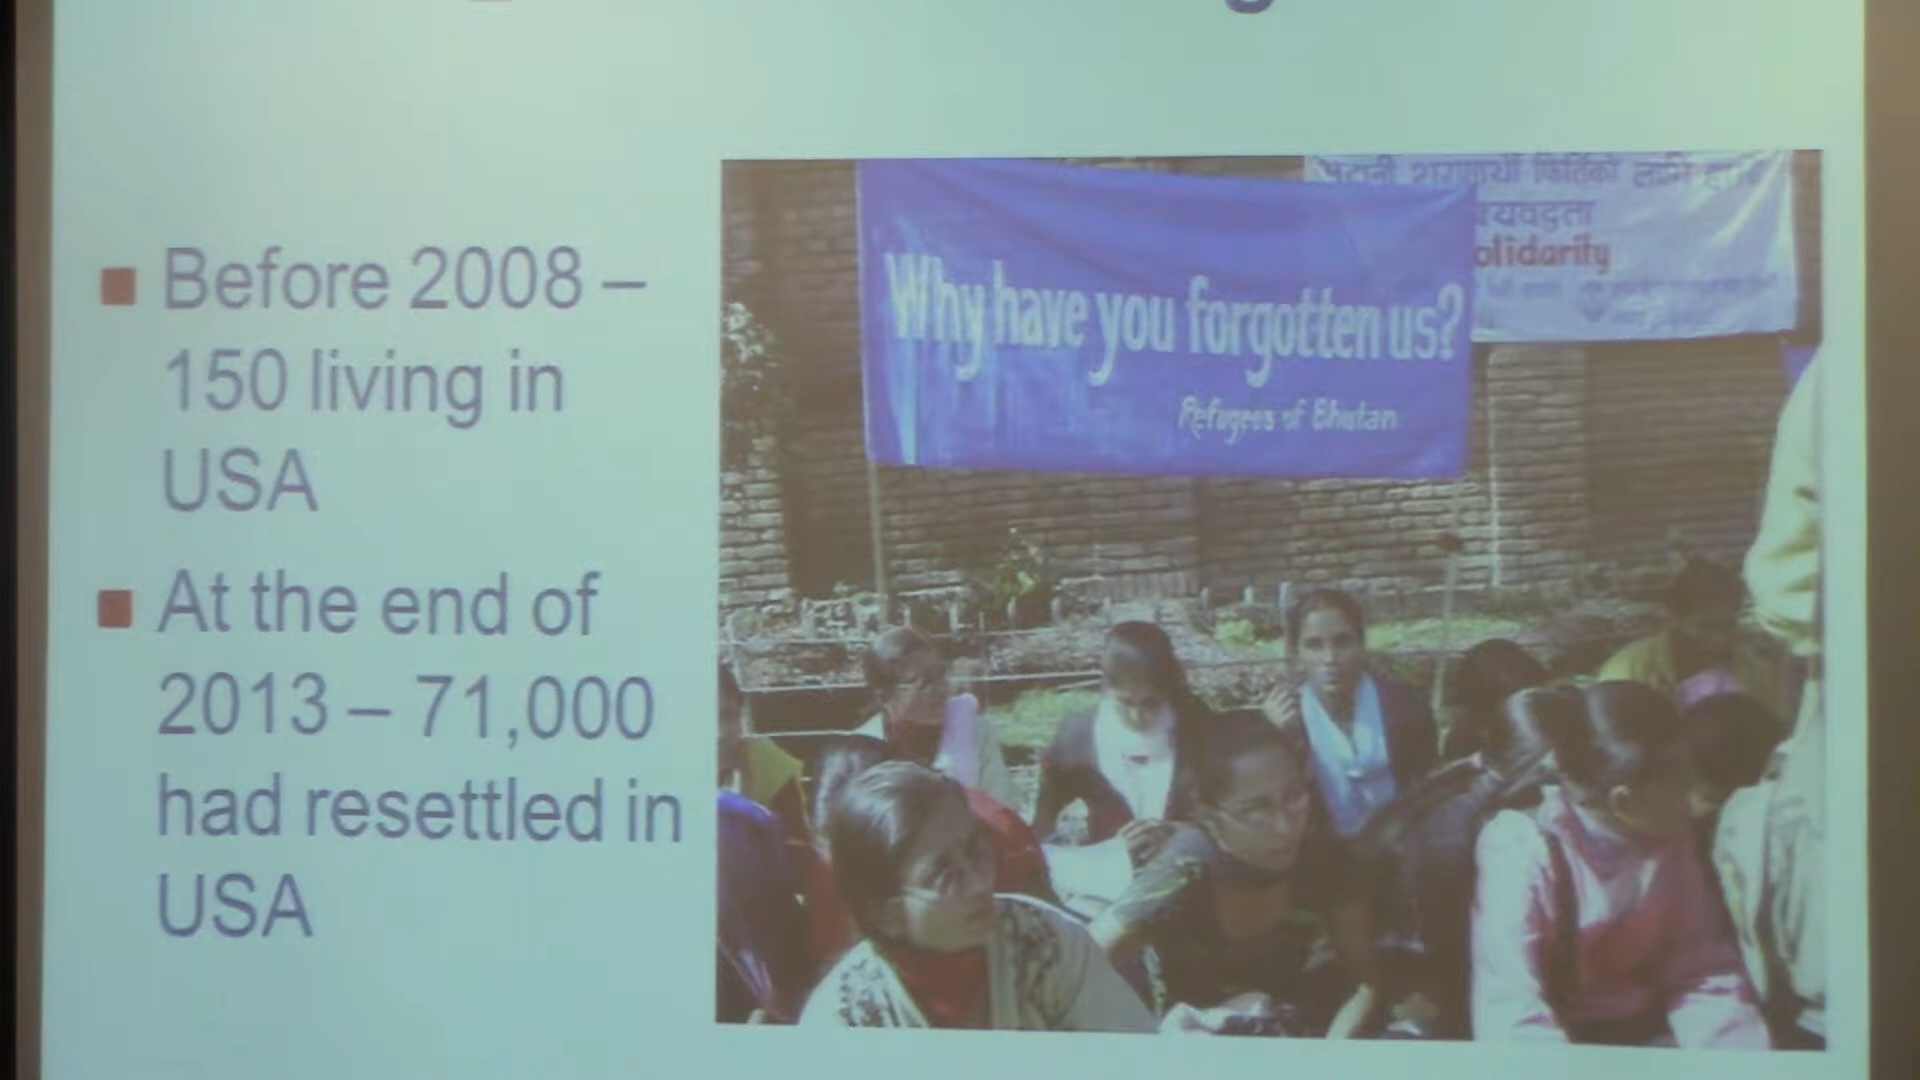 Before 2008 –
150 living in
USA
At the end of
2013 – 71,000
had resettled in
USA
Why have you forgotten us?
Refugees of Bhutan
शरणार्थी
olidarity